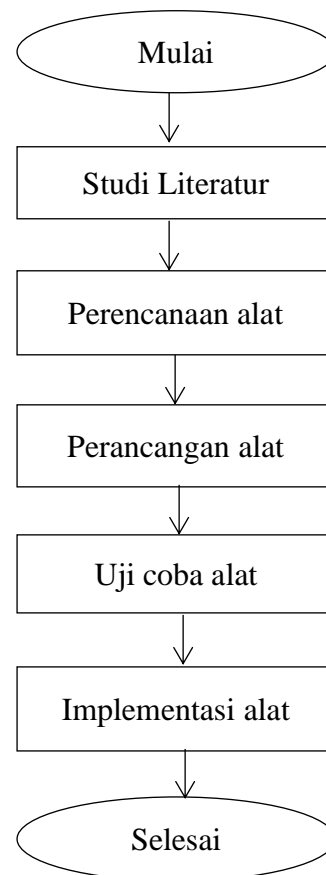 Mulai
Studi Literatur
Perencanaan alat
Perancangan alat
Uji coba alat
Implementasi alat
Selesai